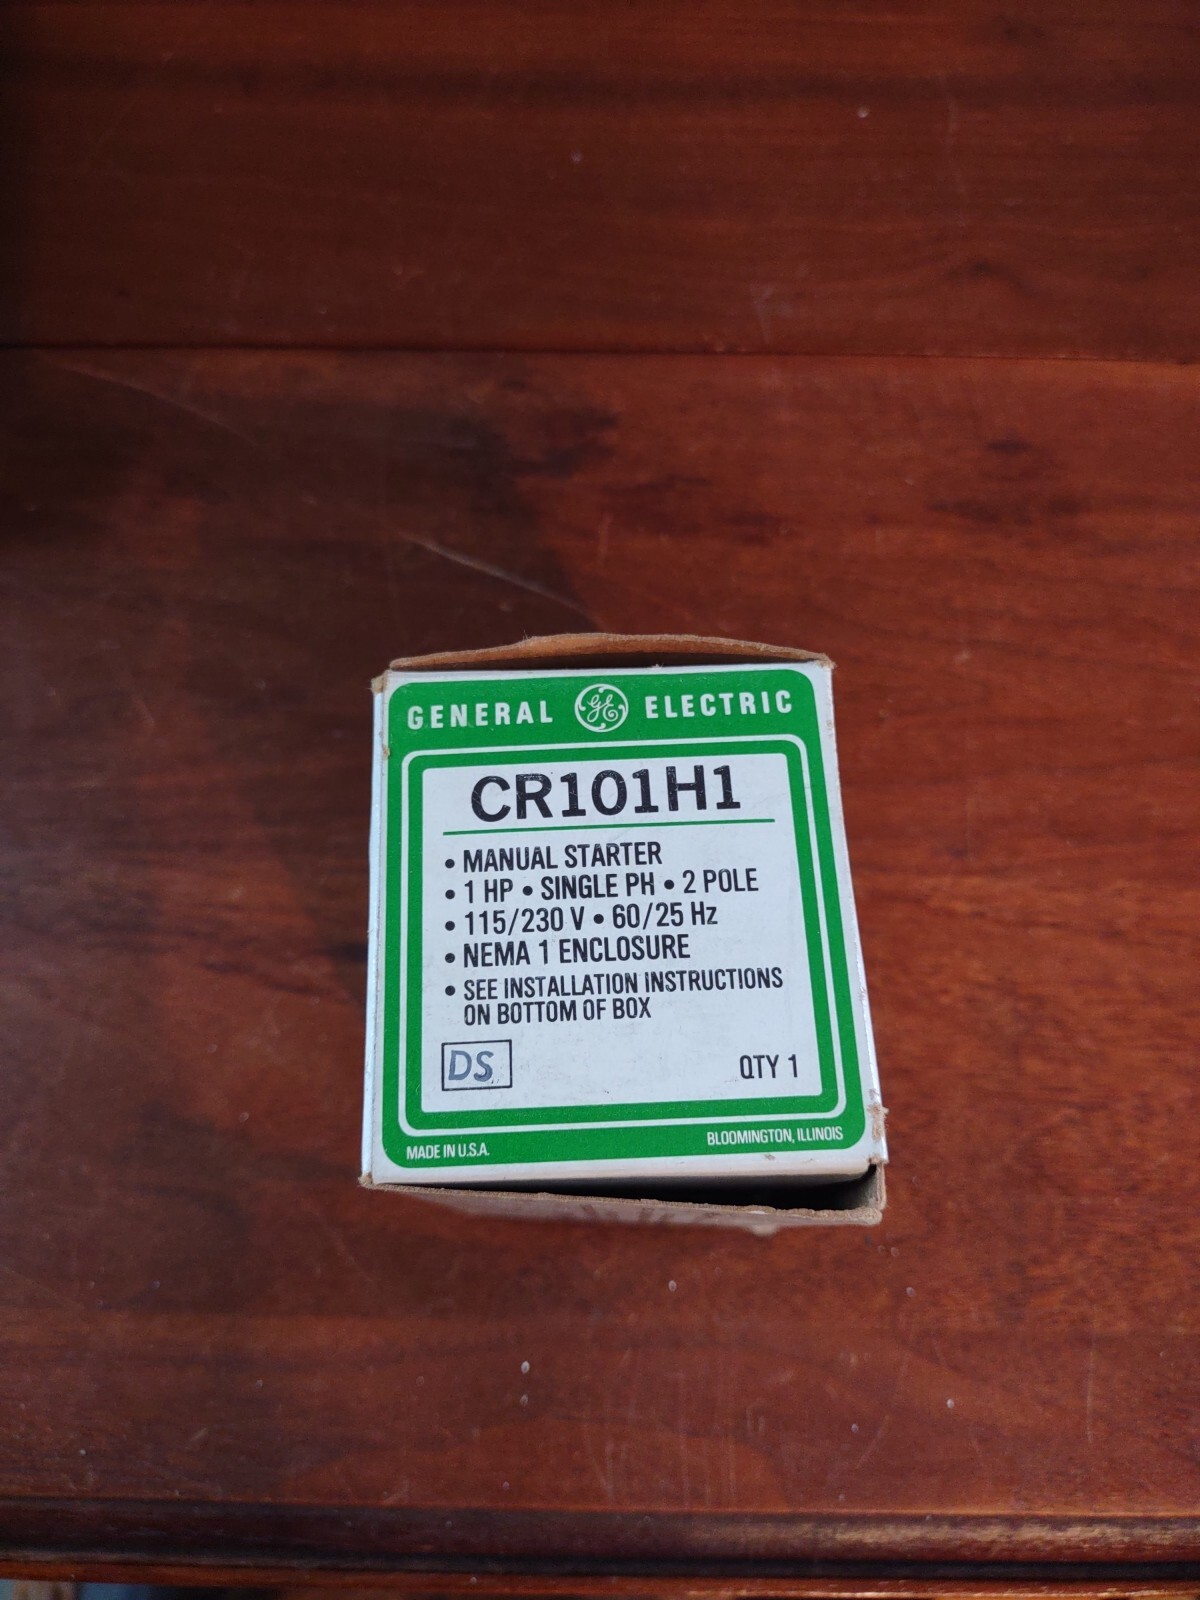 GENERAL GE ELECTRIC
CR101H1
• MANUAL STARTER
• 1 HP • SINGLE PH • 2 POLE
• 115/230 V • 60/25 Hz
• NEMA 1 ENCLOSURE
• SEE INSTALLATION INSTRUCTIONS
ON BOTTOM OF BOX
DS QTY 1
MADE IN U.S.A. BLOOMINGTON, ILLINOIS